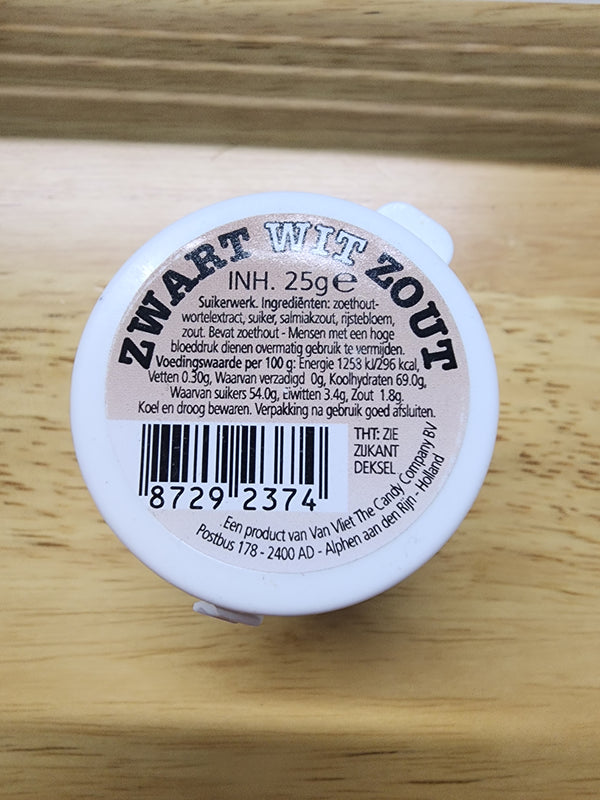 ZWART WIT ZOUT
INH. 25g℮
Suikerwerk. Ingrediënten: zoethout-
wortelextract, suiker, salmiakzout, rijstebloem,
zout. Bevat zoethout - Mensen met een hoge
bloeddruk dienen overmatig gebruik te vermijden.
Voedingswaarde per 100 g: Energie 1258 kJ/296 kcal,
Vetten 0.30g, Waarvan verzadigd 0g, Koolhydraten 69.0g,
Waarvan suikers 54.0g, Eiwitten 3.4g, Zout 1.8g.
Koel en droog bewaren. Verpakking na gebruik goed afsluiten.
8729 2374
THT: ZIE
ZIJKANT
DEKSEL
Een product van Van Vliet The Candy Company BV
Postbus 178 - 2400 AD - Alphen aan den Rijn - Holland